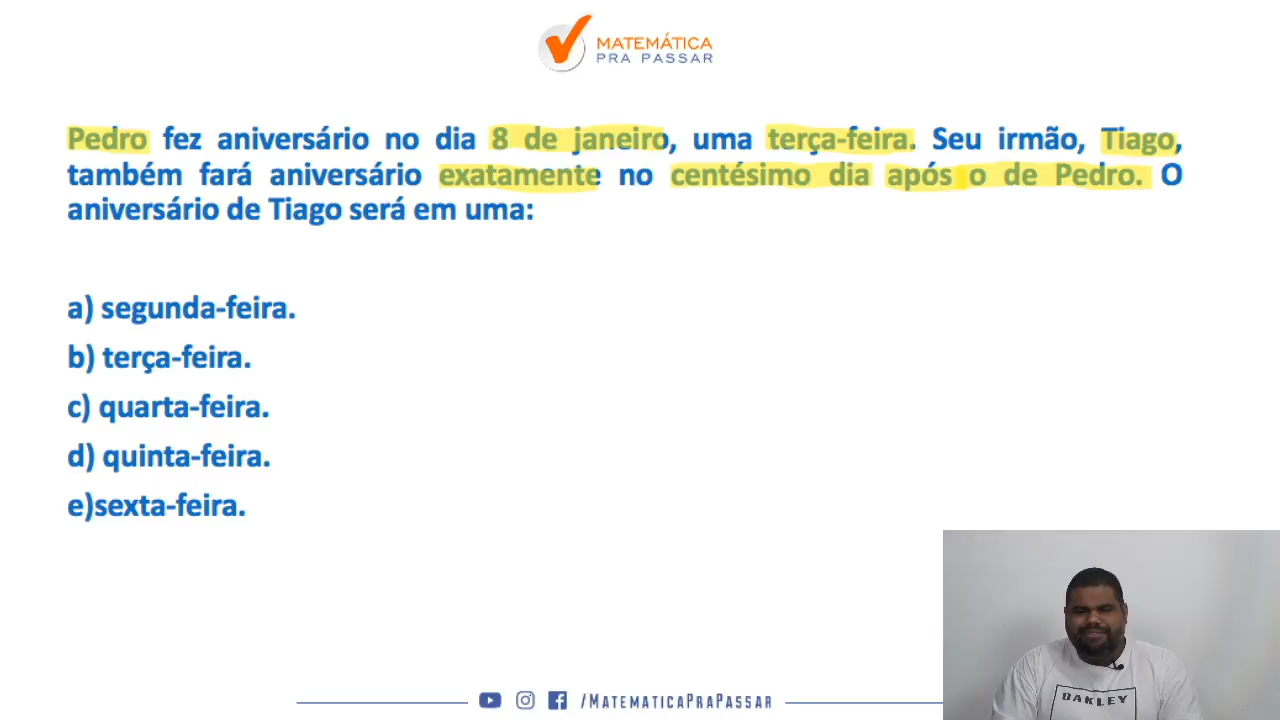 MATEMÁTICA
PRA PASSAR
Pedro fez aniversário no dia 8 de janeiro, uma terça-feira. Seu irmão, Tiago,
também fará aniversário exatamente no centésimo dia após o de Pedro. O
aniversário de Tiago será em uma:
a) segunda-feira.
b) terça-feira.
c) quarta-feira.
d) quinta-feira.
e)sexta-feira.
OAKLEY
/MATEMATICAPRAPASSAR